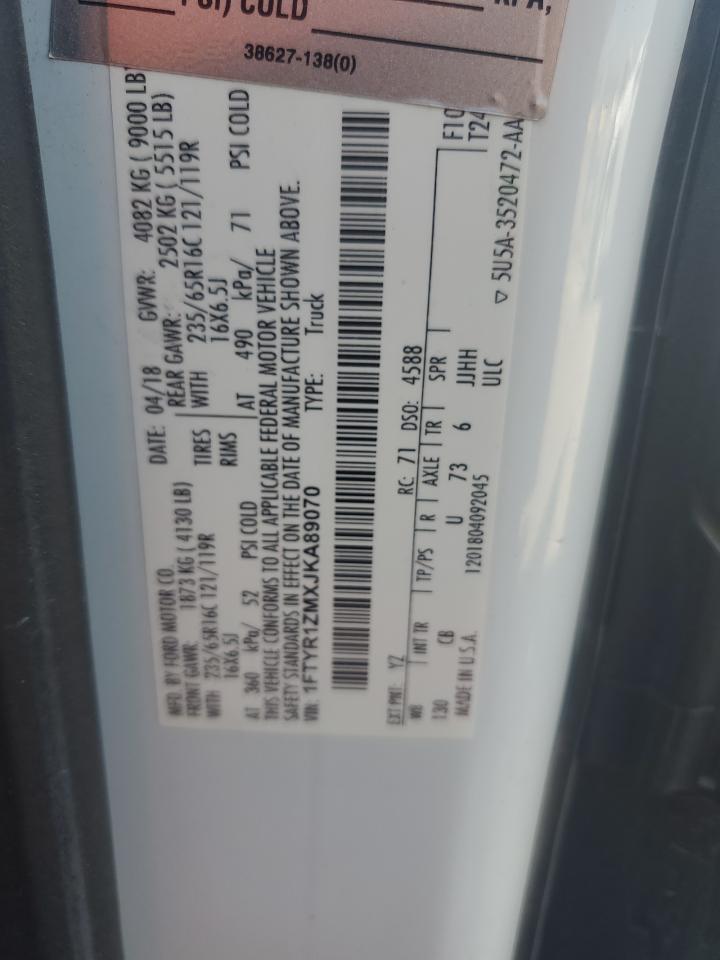 PSI) COLD KPA,
38627-138(0)
MFD. BY FORD MOTOR CO. DATE: 04/18 GVWR: 4082 KG ( 9000 LB
FRONT GAWR: 1873 KG ( 4130 LB) REAR GAWR: 2502 KG ( 5515 LB)
WITH 235/65R16C 121/119R TIRES WITH 235/65R16C 121/119R
16X6.5J RIMS 16X6.5J
AT 360 kPa/ 52 PSI COLD AT 490 kPa/ 71 PSI COLD
THIS VEHICLE CONFORMS TO ALL APPLICABLE FEDERAL MOTOR VEHICLE
SAFETY STANDARDS IN EFFECT ON THE DATE OF MANUFACTURE SHOWN ABOVE.
VIN: 1FTYR1ZMXJKA89070 TYPE: Truck
EXT PNT: YZ RC: 71 DSO: 4588
WB INT TR TP/PS R AXLE TR SPR F10
130 CB U 73 6 JJHH T24
MADE IN U.S.A. 1201804092045 ULC
▽ 5U5A-3520472-AA